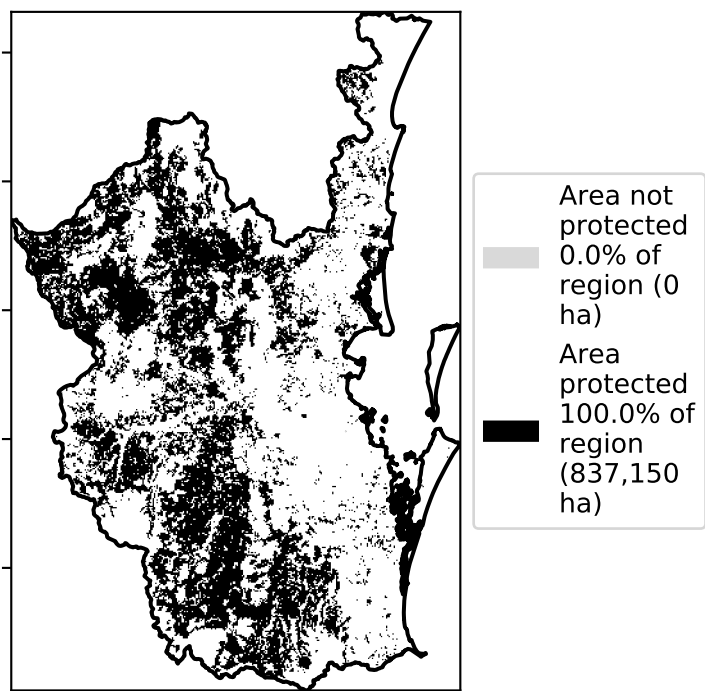 Area not
protected
0.0% of
region (0
ha)
Area
protected
100.0% of
region
(837,150
ha)